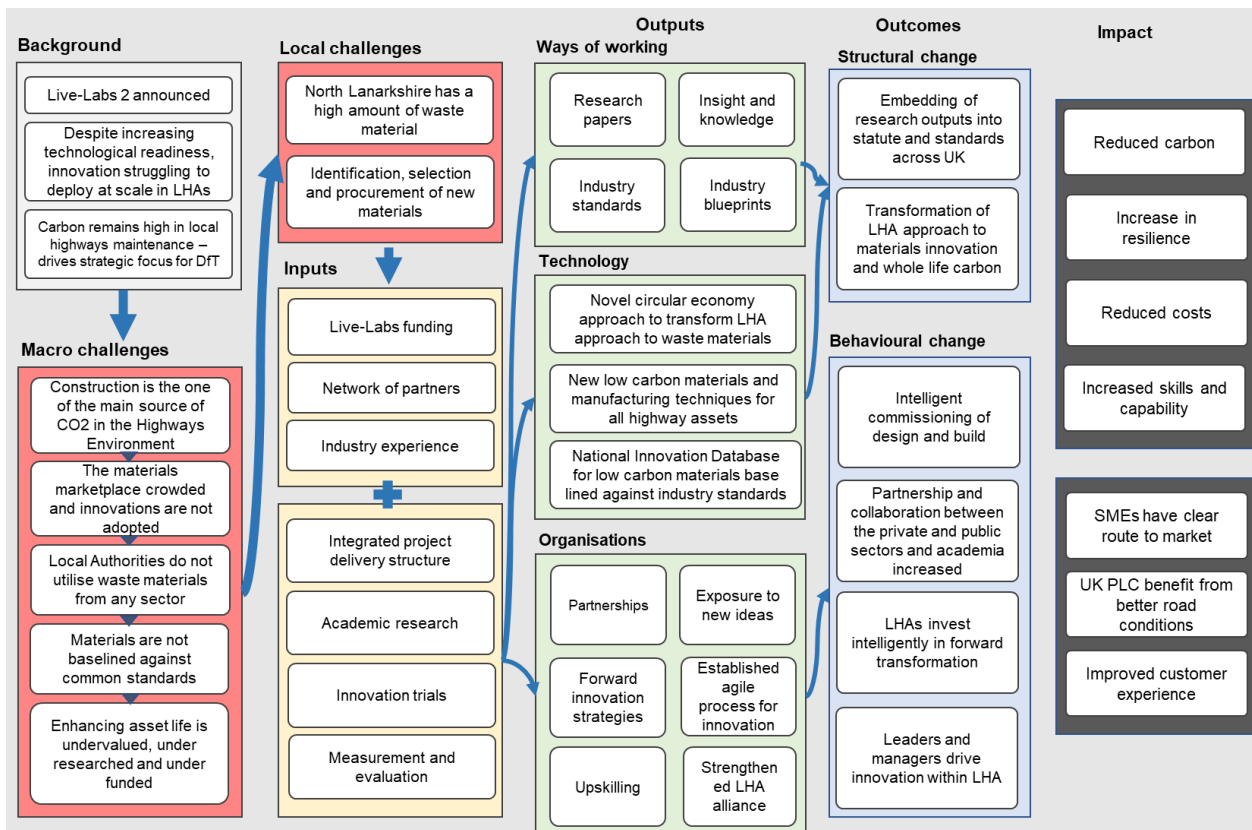 Background
Live-Labs 2 announced
Despite increasing
technological readiness,
innovation struggling to
deploy at scale in LHAs
Carbon remains high in local
highways maintenance –
drives strategic focus for DfT
Macro challenges
Construction is the one
of the main source of
CO2 in the Highways
Environment
The materials
marketplace crowded
and innovations are not
adopted
Local Authorities do not
utilise waste materials
from any sector
Materials are not
baselined against
common standards
Enhancing asset life is
undervalued, under
researched and under
funded
Local challenges
North Lanarkshire has a
high amount of waste
material
Identification, selection
and procurement of new
materials
Inputs
Live-Labs funding
Network of partners
Industry experience
Integrated project
delivery structure
Academic research
Innovation trials
Measurement and
evaluation
Outputs
Ways of working
Research
papers
Insight and
knowledge
Industry
standards
Industry
blueprints
Technology
Novel circular economy
approach to transform LHA
approach to waste materials
New low carbon materials and
manufacturing techniques for
all highway assets
National Innovation Database
for low carbon materials base
lined against industry standards
Organisations
Partnerships
Exposure to
new ideas
Forward
innovation
strategies
Established
agile
process for
innovation
Upskilling
Strengthen
ed LHA
alliance
Outcomes
Structural change
Embedding of
research outputs into
statute and standards
across UK
Transformation of
LHA approach to
materials innovation
and whole life carbon
Behavioural change
Intelligent
commissioning of
design and build
Partnership and
collaboration between
the private and public
sectors and academia
increased
LHAs invest
intelligently in forward
transformation
Leaders and
managers drive
innovation within LHA
Impact
Reduced carbon
Increase in
resilience
Reduced costs
Increased skills and
capability
SMEs have clear
route to market
UK PLC benefit from
better road
conditions
Improved customer
experience